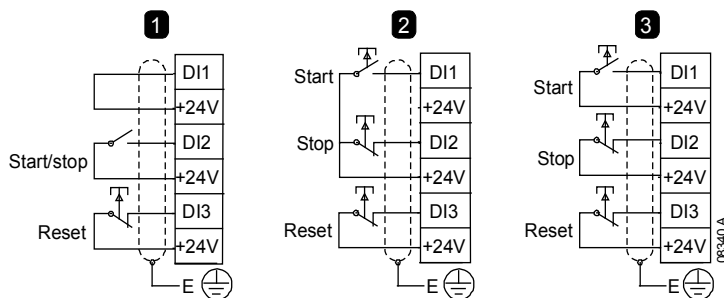 1
Start/stop
Reset
DI1
+24V
DI2
+24V
DI3
+24V
E
2
Start
Stop
Reset
DI1
+24V
DI2
+24V
DI3
+24V
E
3
Start
Stop
Reset
DI1
+24V
DI2
+24V
DI3
+24V
E
08340.A